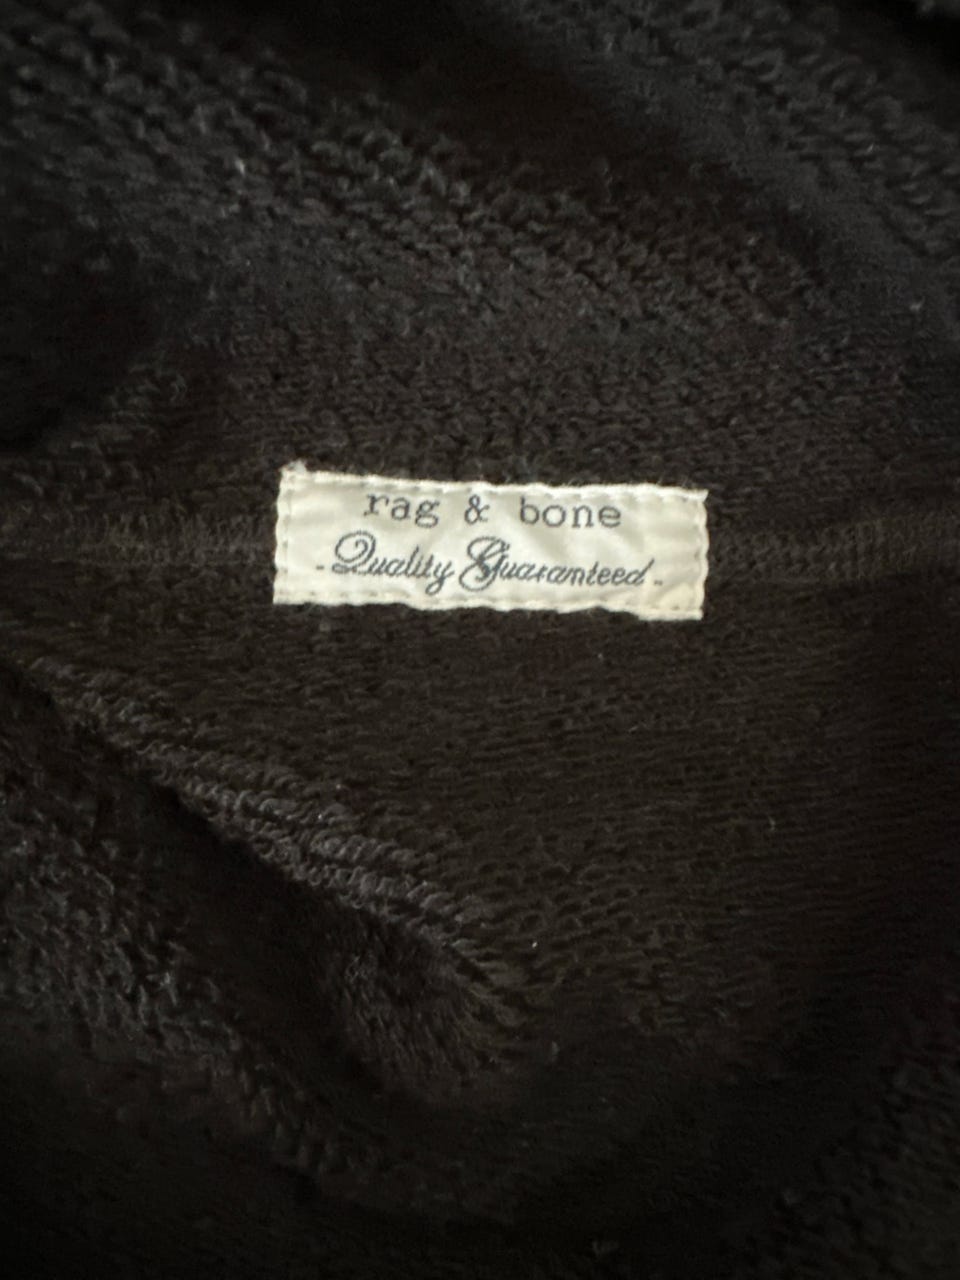 rag & bone
- Quality Guaranteed -